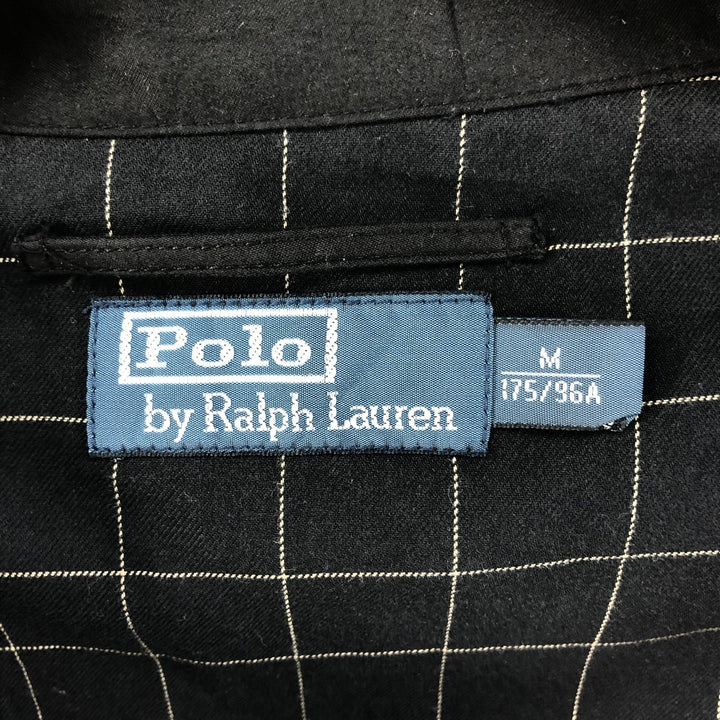 Polo
by Ralph Lauren
M
175/96A